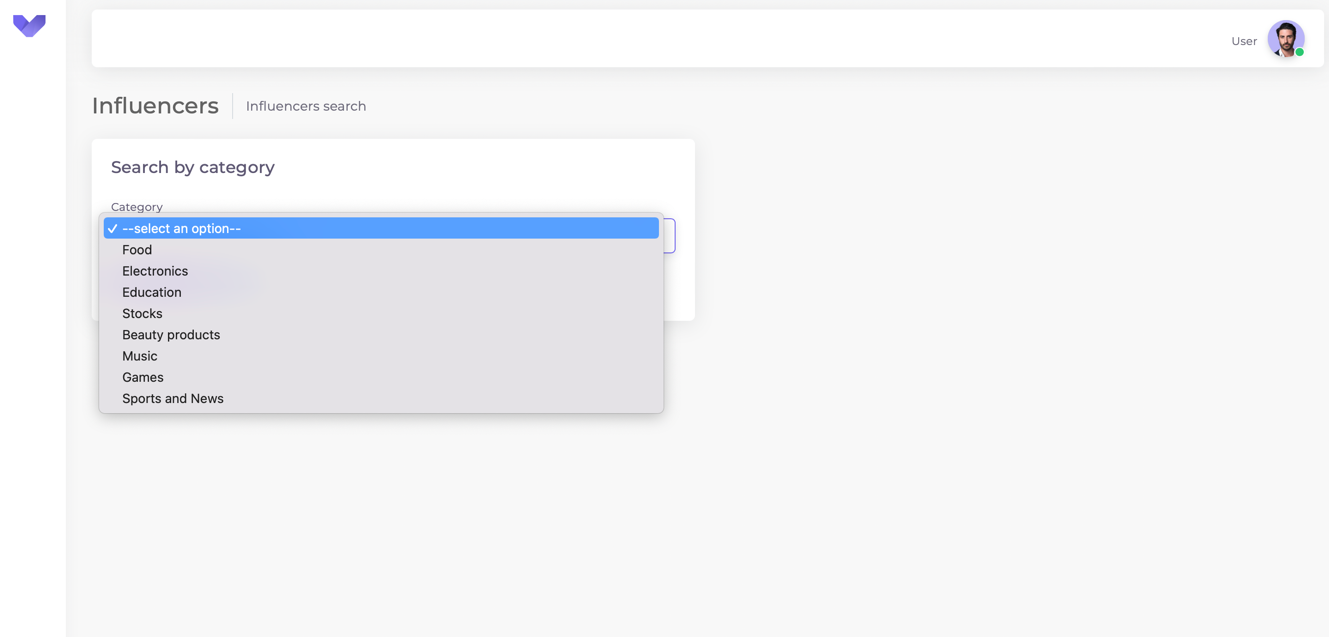 User
Influencers
Influencers search
Search by category
Category
--select an option--
Food
Electronics
Education
Stocks
Beauty products
Music
Games
Sports and News